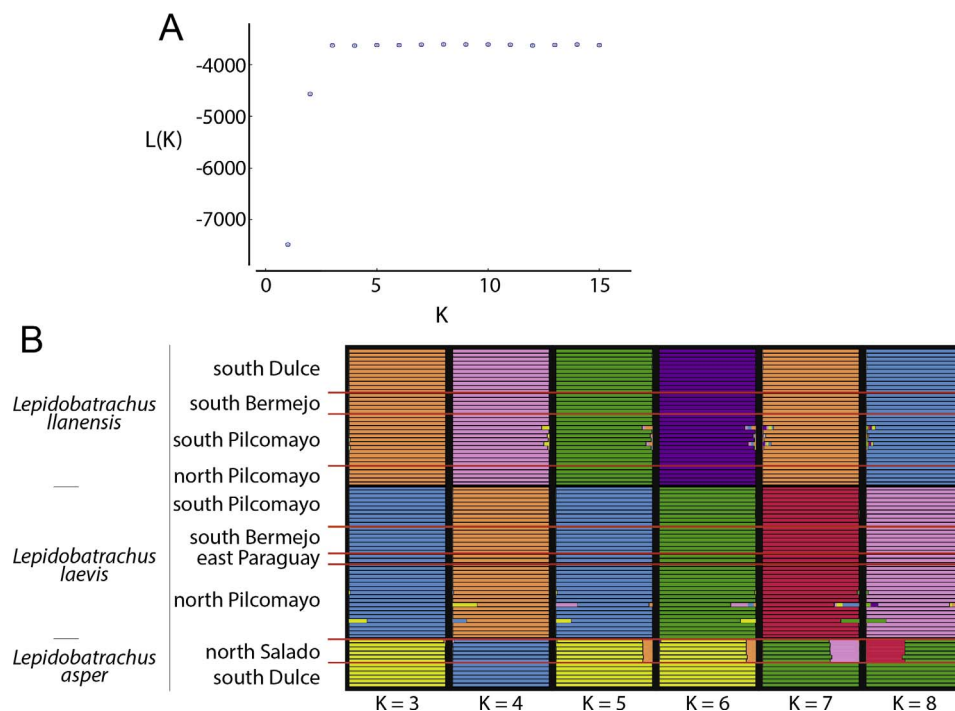 A
-4000
-5000
L(K)
-6000
-7000
0 5 10 15
K
B
Lepidobatrachus
llanensis
south Dulce
south Bermejo
south Pilcomayo
north Pilcomayo
Lepidobatrachus
laevis
south Pilcomayo
south Bermejo
east Paraguay
north Pilcomayo
Lepidobatrachus
asper
north Salado
south Dulce
K = 3 K = 4 K = 5 K = 6 K = 7 K = 8